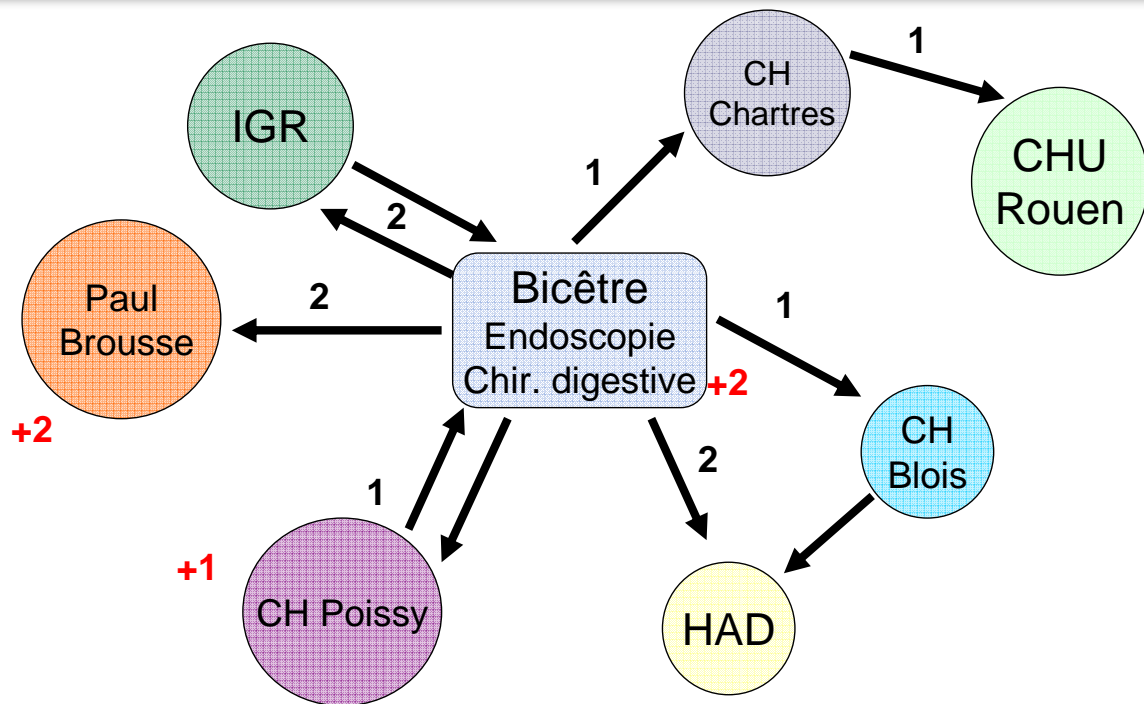 1
CH
Chartres
IGR
CHU
Rouen
1
2
Bicêtre
Endoscopie
Chir. digestive
+2
2
Paul
Brousse
+2
1
CH
Blois
2
1
+1
CH Poissy
HAD